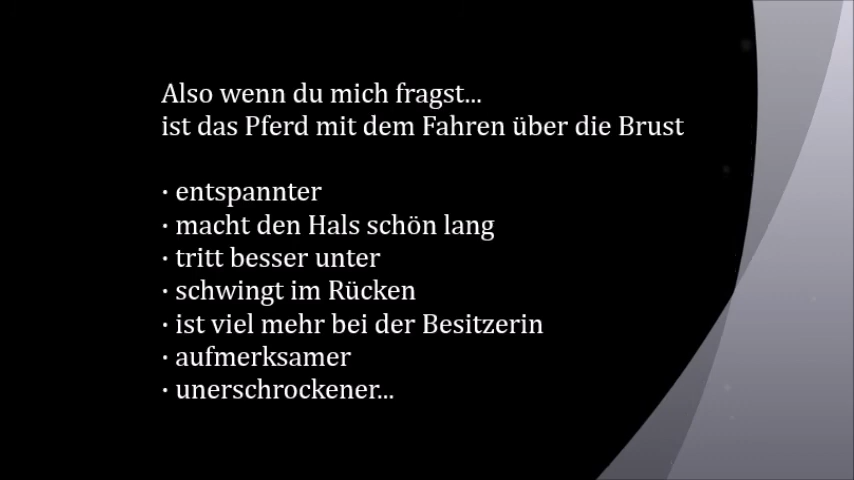 Also wenn du mich fragst...
ist das Pferd mit dem Fahren über die Brust
· entspannter
· macht den Hals schön lang
· tritt besser unter
· schwingt im Rücken
· ist viel mehr bei der Besitzerin
· aufmerksamer
· unerschrockener...